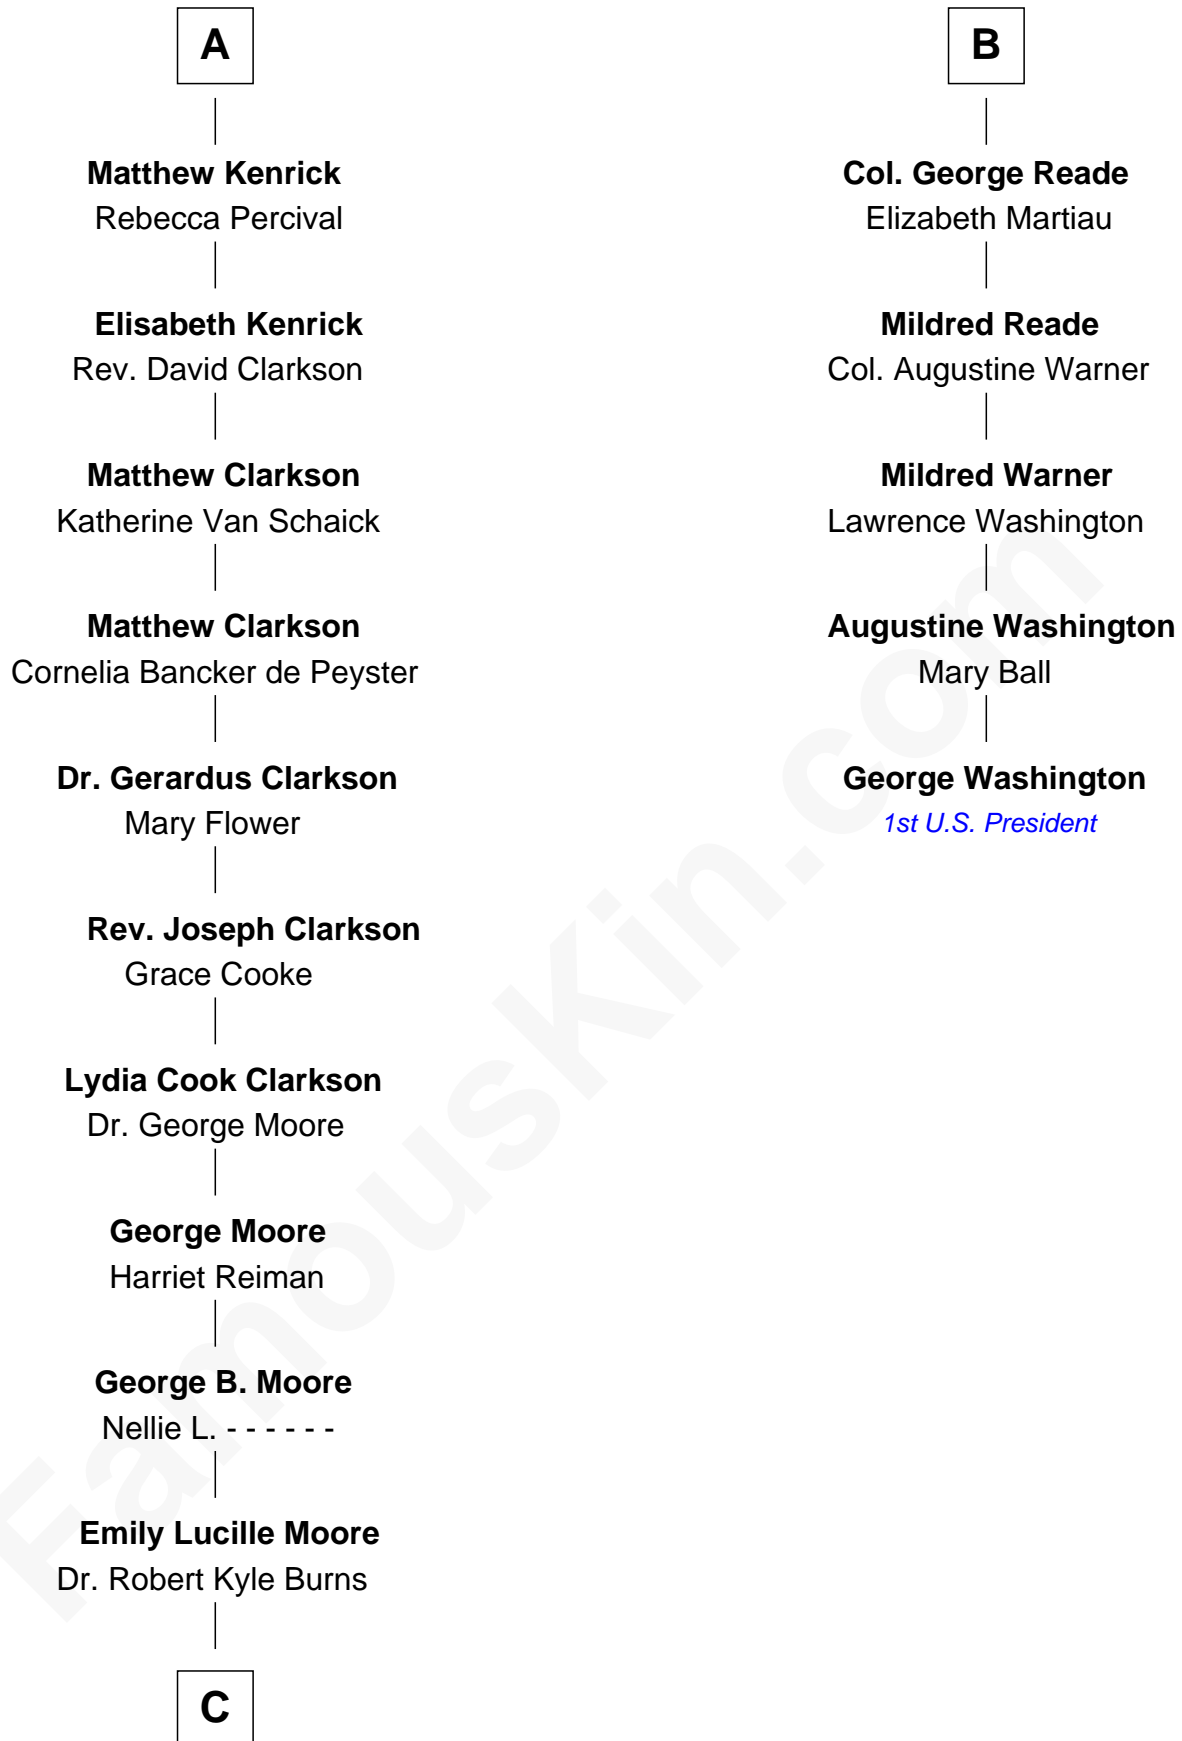 A
Matthew Kenrick
Rebecca Percival
Elisabeth Kenrick
Rev. David Clarkson
Matthew Clarkson
Katherine Van Schaick
Matthew Clarkson
Cornelia Bancker de Peyster
Dr. Gerardus Clarkson
Mary Flower
Rev. Joseph Clarkson
Grace Cooke
Lydia Cook Clarkson
Dr. George Moore
George Moore
Harriet Reiman
George B. Moore
Nellie L. - - - - - -
Emily Lucille Moore
Dr. Robert Kyle Burns
C
B
Col. George Reade
Elizabeth Martiau
Mildred Reade
Col. Augustine Warner
Mildred Warner
Lawrence Washington
Augustine Washington
Mary Ball
George Washington
1st U.S. President
FamousKin.com